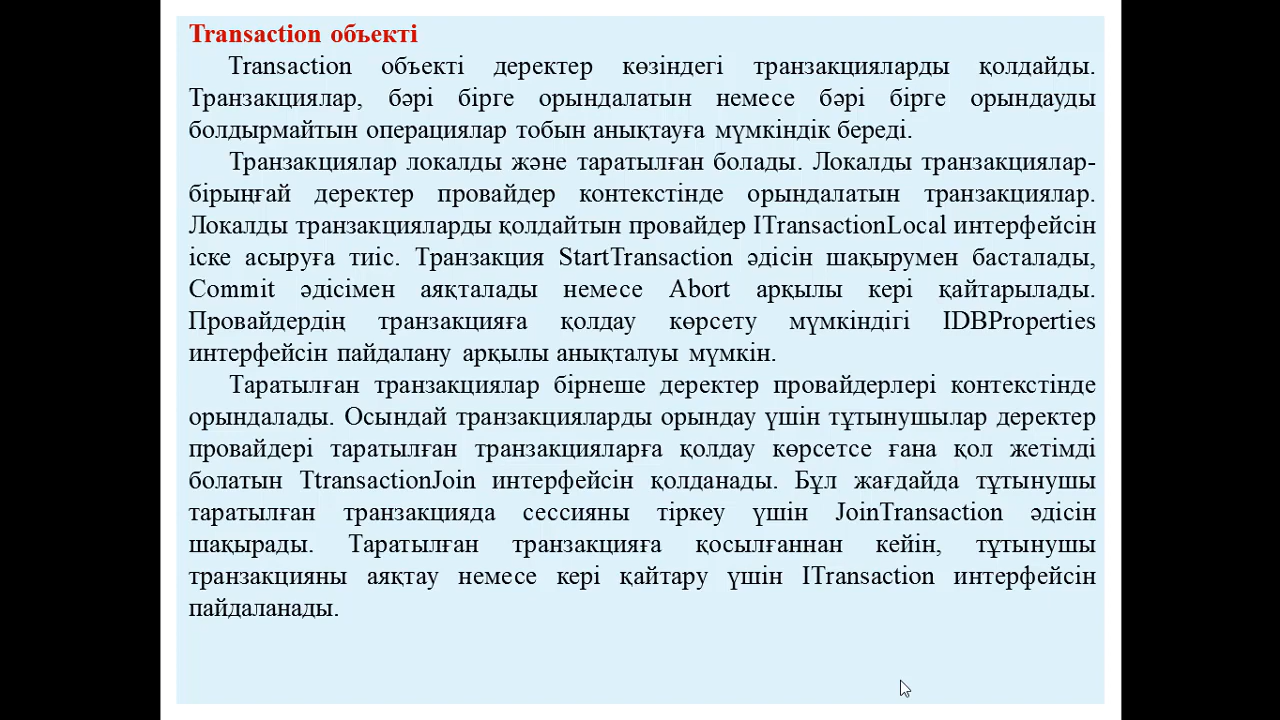 Transaction обьекті
Transaction объекті деректер көзіндегі транзакцияларды қолдайды.
Транзакциялар, бәрі бірге орындалатын немесе бәрі бірге орындауды
болдырмайтын операциялар тобын анықтауға мүмкіндік береді.
Транзакциялар локалды және таратылған болады. Локалды транзакциялар-
бірыңғай деректер провайдер контекстінде орындалатын транзакциялар.
Локалды транзакцияларды қолдайтын провайдер ITransactionLocal интерфейсін
іске асыруға тиіс. Транзакция StartTransaction әдісін шақырумен басталады,
Commit әдісімен аяқталады немесе Abort арқылы кері қайтарылады.
Провайдердің транзакцияға қолдау көрсету мүмкіндігі IDBProperties
интерфейсін пайдалану арқылы анықталуы мүмкін.
Таратылған транзакциялар бірнеше деректер провайдерлері контекстінде
орындалады. Осындай транзакцияларды орындау үшін тұтынушылар деректер
провайдері таратылған транзакцияларға қолдау көрсетсе ғана қол жетімді
болатын TtransactionJoin интерфейсін қолданады. Бұл жағдайда тұтынушы
таратылған транзакцияда сессияны тіркеу үшін JoinTransaction әдісін
шақырады. Таратылған транзакцияға қосылғаннан кейін, тұтынушы
транзакцияны аяқтау немесе кері қайтару үшін ITransaction интерфейсін
пайдаланады.